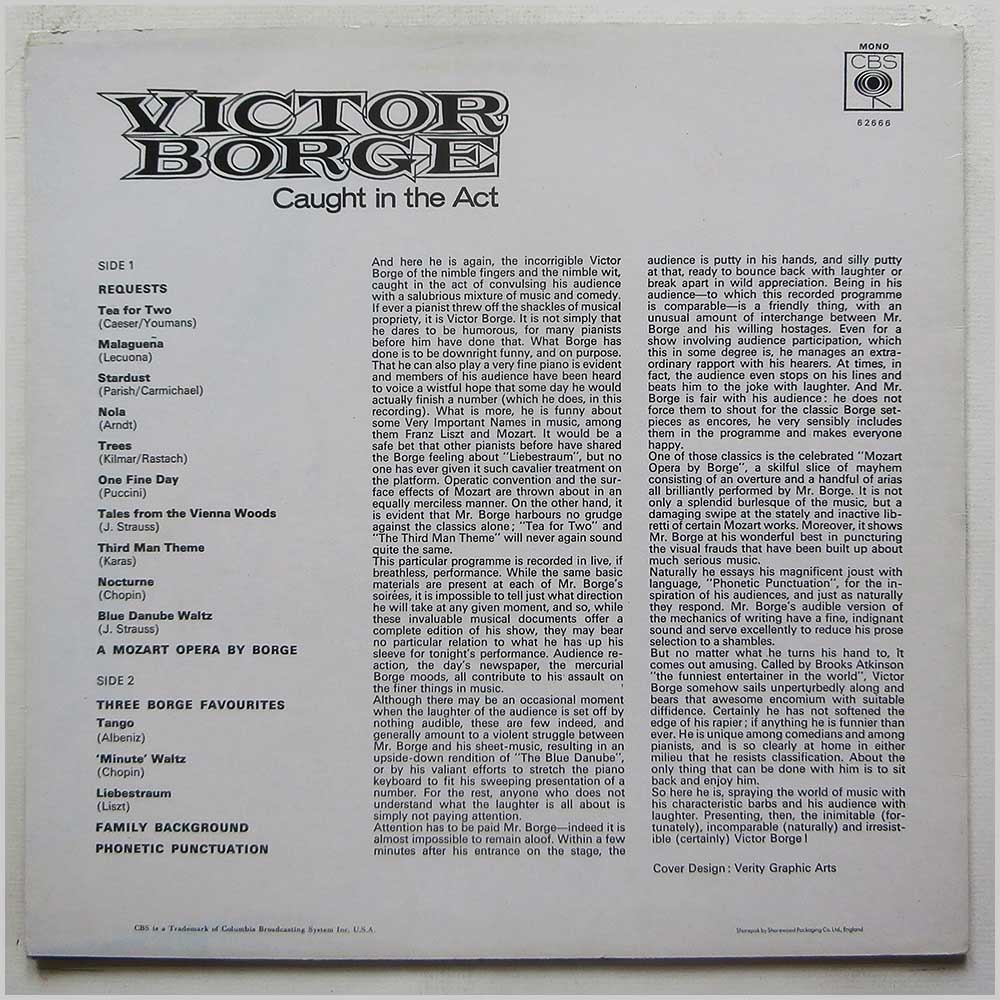 MONO
CBS
62666
VICTOR
BORGE
Caught in the Act
SIDE 1
REQUESTS
Tea for Two
(Caeser/Youmans)
Malagueña
(Lecuona)
Stardust
(Parish/Carmichael)
Nola
(Arndt)
Trees
(Kilmar/Rastach)
One Fine Day
(Puccini)
Tales from the Vienna Woods
(J. Strauss)
Third Man Theme
(Karas)
Nocturne
(Chopin)
Blue Danube Waltz
(J. Strauss)
A MOZART OPERA BY BORGE
SIDE 2
THREE BORGE FAVOURITES
Tango
(Albeniz)
'Minute' Waltz
(Chopin)
Liebestraum
(Liszt)
FAMILY BACKGROUND
PHONETIC PUNCTUATION
And here he is again, the incorrigible Victor
Borge of the nimble fingers and the nimble wit,
caught in the act of convulsing his audience
with a salubrious mixture of music and comedy.
If ever a pianist threw off the shackles of musical
propriety, it is Victor Borge. It is not simply that
he dares to be humorous, for many pianists
before him have done that. What Borge has
done is to be downright funny, and on purpose.
That he can also play a very fine piano is evident
and members of his audience have been heard
to voice a wistful hope that some day he would
actually finish a number (which he does, in this
recording). What is more, he is funny about
some Very Important Names in music, among
them Franz Liszt and Mozart. It would be a
safe bet that other pianists before have shared
the Borge feeling about "Liebestraum", but no
one has ever given it such cavalier treatment on
the platform. Operatic convention and the sur-
face effects of Mozart are thrown about in an
equally merciless manner. On the other hand, it
is evident that Mr. Borge harbours no grudge
against the classics alone; "Tea for Two" and
"The Third Man Theme" will never again sound
quite the same.
This particular programme is recorded in live, if
breathless, performance. While the same basic
materials are present at each of Mr. Borge's
soirées, it is impossible to tell just what direction
he will take at any given moment, and so, while
these invaluable musical documents offer a
complete edition of his show, they may bear
no particular relation to what he has up his
sleeve for tonight's performance. Audience re-
action, the day's newspaper, the mercurial
Borge moods, all contribute to his assault on
the finer things in music.
Although there may be an occasional moment
when the laughter of the audience is set off by
nothing audible, these are few indeed, and
generally amount to a violent struggle between
Mr. Borge and his sheet-music, resulting in an
upside-down rendition of "The Blue Danube",
or by his valiant efforts to stretch the piano
keyboard to fit his sweeping presentation of a
number. For the rest, anyone who does not
understand what the laughter is all about is
simply not paying attention.
Attention has to be paid Mr. Borge—indeed it is
almost impossible to remain aloof. Within a few
minutes after his entrance on the stage, the
audience is putty in his hands, and silly putty
at that, ready to bounce back with laughter or
break apart in wild appreciation. Being in his
audience—to which this recorded programme
is comparable—is a friendly thing, with an
unusual amount of interchange between Mr.
Borge and his willing hostages. Even for a
show involving audience participation, which
this in some degree is, he manages an extra-
ordinary rapport with his hearers. At times, in
fact, the audience even stops on his lines and
beats him to the joke with laughter. And Mr.
Borge is fair with his audience: he does not
force them to shout for the classic Borge set-
pieces as encores, he very sensibly includes
them in the programme and makes everyone
happy.
One of those classics is the celebrated "Mozart
Opera by Borge", a skilful slice of mayhem
consisting of an overture and a handful of arias
all brilliantly performed by Mr. Borge. It is not
only a splendid burlesque of the music, but a
damaging swipe at the stately and inactive lib-
retti of certain Mozart works. Moreover, it shows
Mr. Borge at his wonderful best in puncturing
the visual frauds that have been built up about
much serious music.
Naturally he essays his magnificent joust with
language, "Phonetic Punctuation", for the in-
spiration of his audiences, and just as naturally
they respond. Mr. Borge's audible version of
the mechanics of writing have a fine, indignant
sound and serve excellently to reduce his prose
selection to a shambles.
But no matter what he turns his hand to, it
comes out amusing. Called by Brooks Atkinson
"the funniest entertainer in the world", Victor
Borge somehow sails unperturbedly along and
bears that awesome encomium with suitable
diffidence. Certainly he has not softened the
edge of his rapier; if anything he is funnier than
ever. He is unique among comedians and among
pianists, and is so clearly at home in either
milieu that he resists classification. About the
only thing that can be done with him is to sit
back and enjoy him.
So here he is, spraying the world of music with
his characteristic barbs and his audience with
laughter. Presenting, then, the inimitable (for-
tunately), incomparable (naturally) and irresist-
ible (certainly) Victor Borge!
Cover Design: Verity Graphic Arts
CBS is a Trademark of Columbia Broadcasting System Inc. U.S.A.
Shorepak by Shorewood Packaging Co. Ltd., England